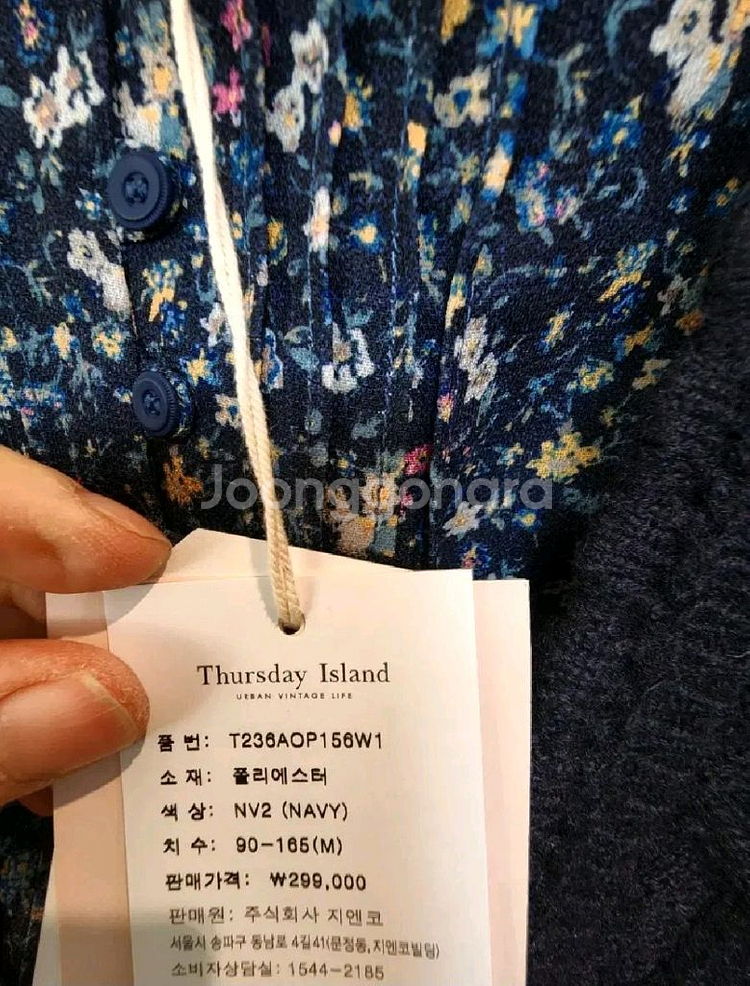 Joonggonara
Thursday Island
URBAN VINTAGE LIFE
품 번: T236AOP156W1
소 재: 폴리에스터
색 상: NV2 (NAVY)
치 수: 90-165(M)
판매가격: ₩299,000
판매원: 주식회사 지엔코
서울시 송파구 동남로 4길41(문정동,지엔코빌딩)
소비자상담실: 1544-2185